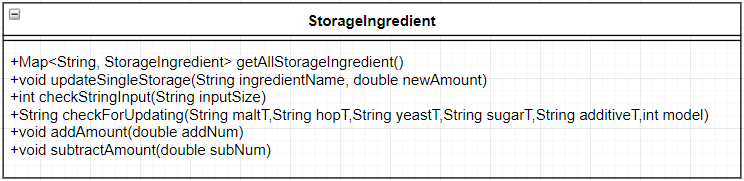 StorageIngredient
+Map<String, StorageIngredient> getAllStorageIngredient()
+void updateSingleStorage(String ingredientName, double newAmount)
+int checkStringInput(String inputSize)
+String checkForUpdating(String maltT,String hopT,String yeastT,String sugarT,String additiveT,int model)
+void addAmount(double addNum)
+void subtractAmount(double subNum)